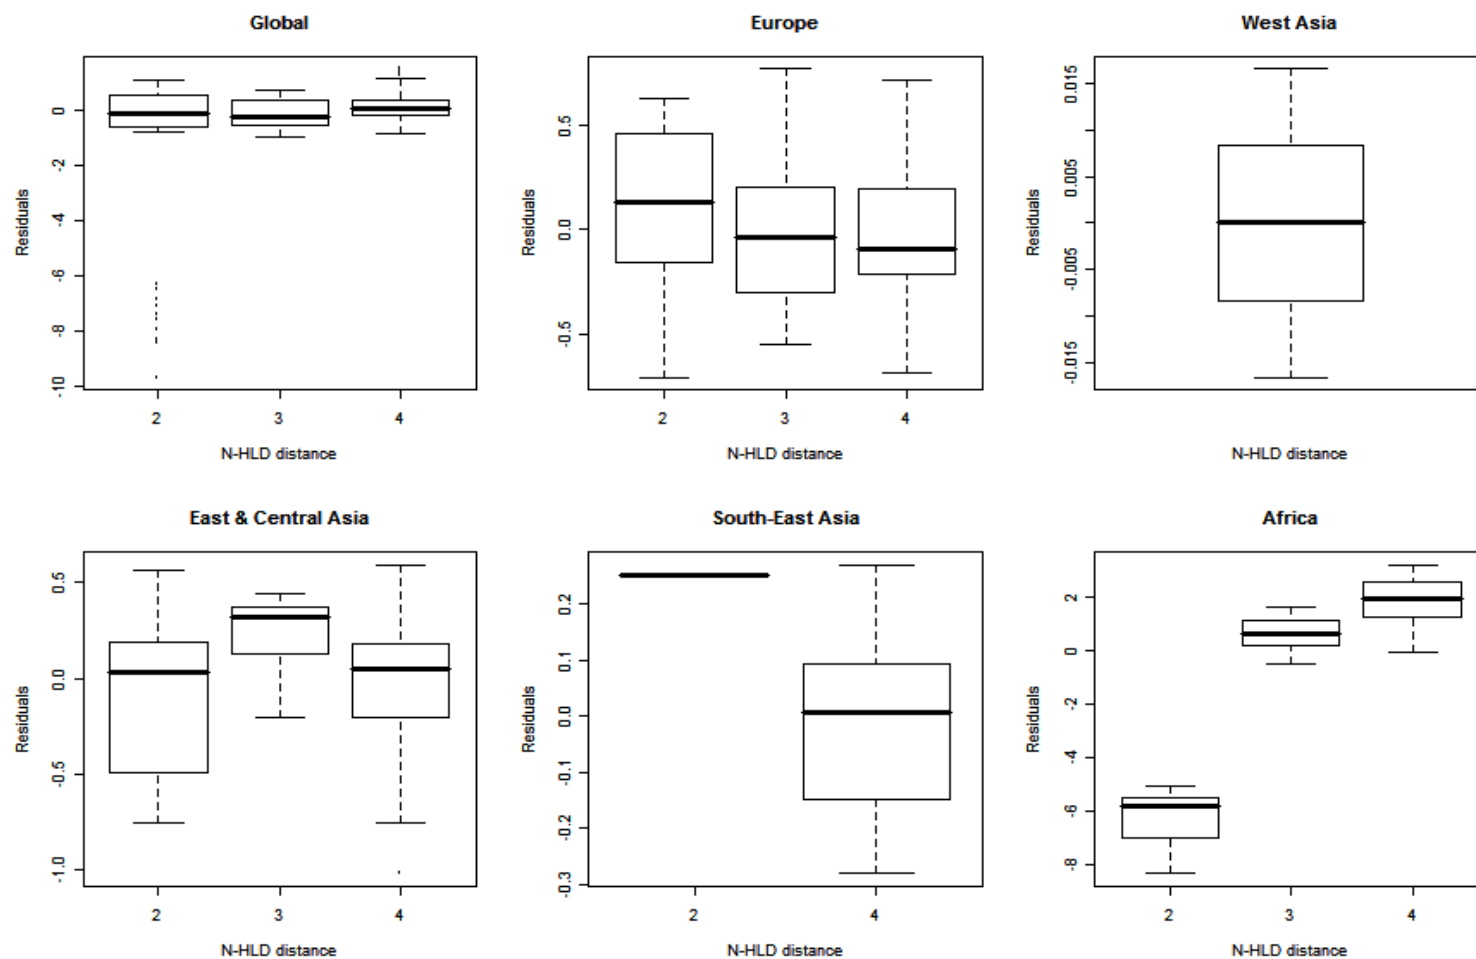 Global
Residuals
0
-2
-4
-6
-8
-10
2 3 4
N-HLD distance
Europe
Residuals
0.5
0.0
-0.5
2 3 4
N-HLD distance
West Asia
Residuals
0.015
0.005
-0.005
-0.015
N-HLD distance
East & Central Asia
Residuals
0.5
0.0
-0.5
-1.0
2 3 4
N-HLD distance
South-East Asia
Residuals
0.2
0.1
0.0
-0.1
-0.2
-0.3
2 4
N-HLD distance
Africa
Residuals
2
0
-2
-4
-6
-8
2 3 4
N-HLD distance